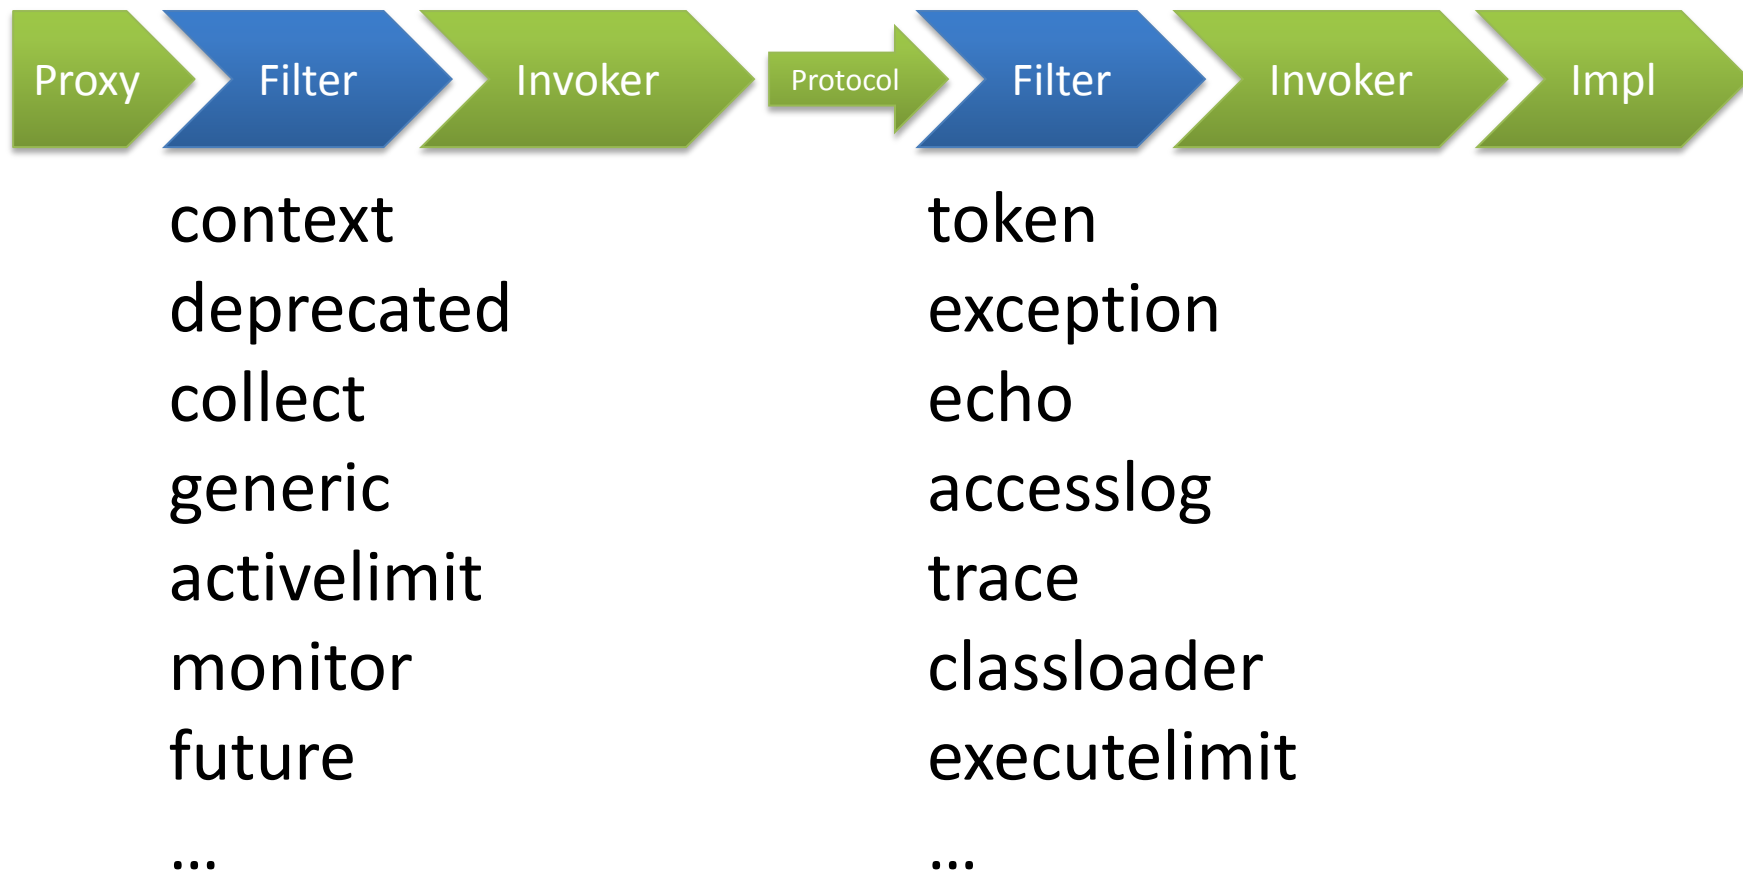 Proxy Filter Invoker Protocol Filter Invoker Impl
context
deprecated
collect
generic
activelimit
monitor
future
...
token
exception
echo
accesslog
trace
classloader
executelimit
...